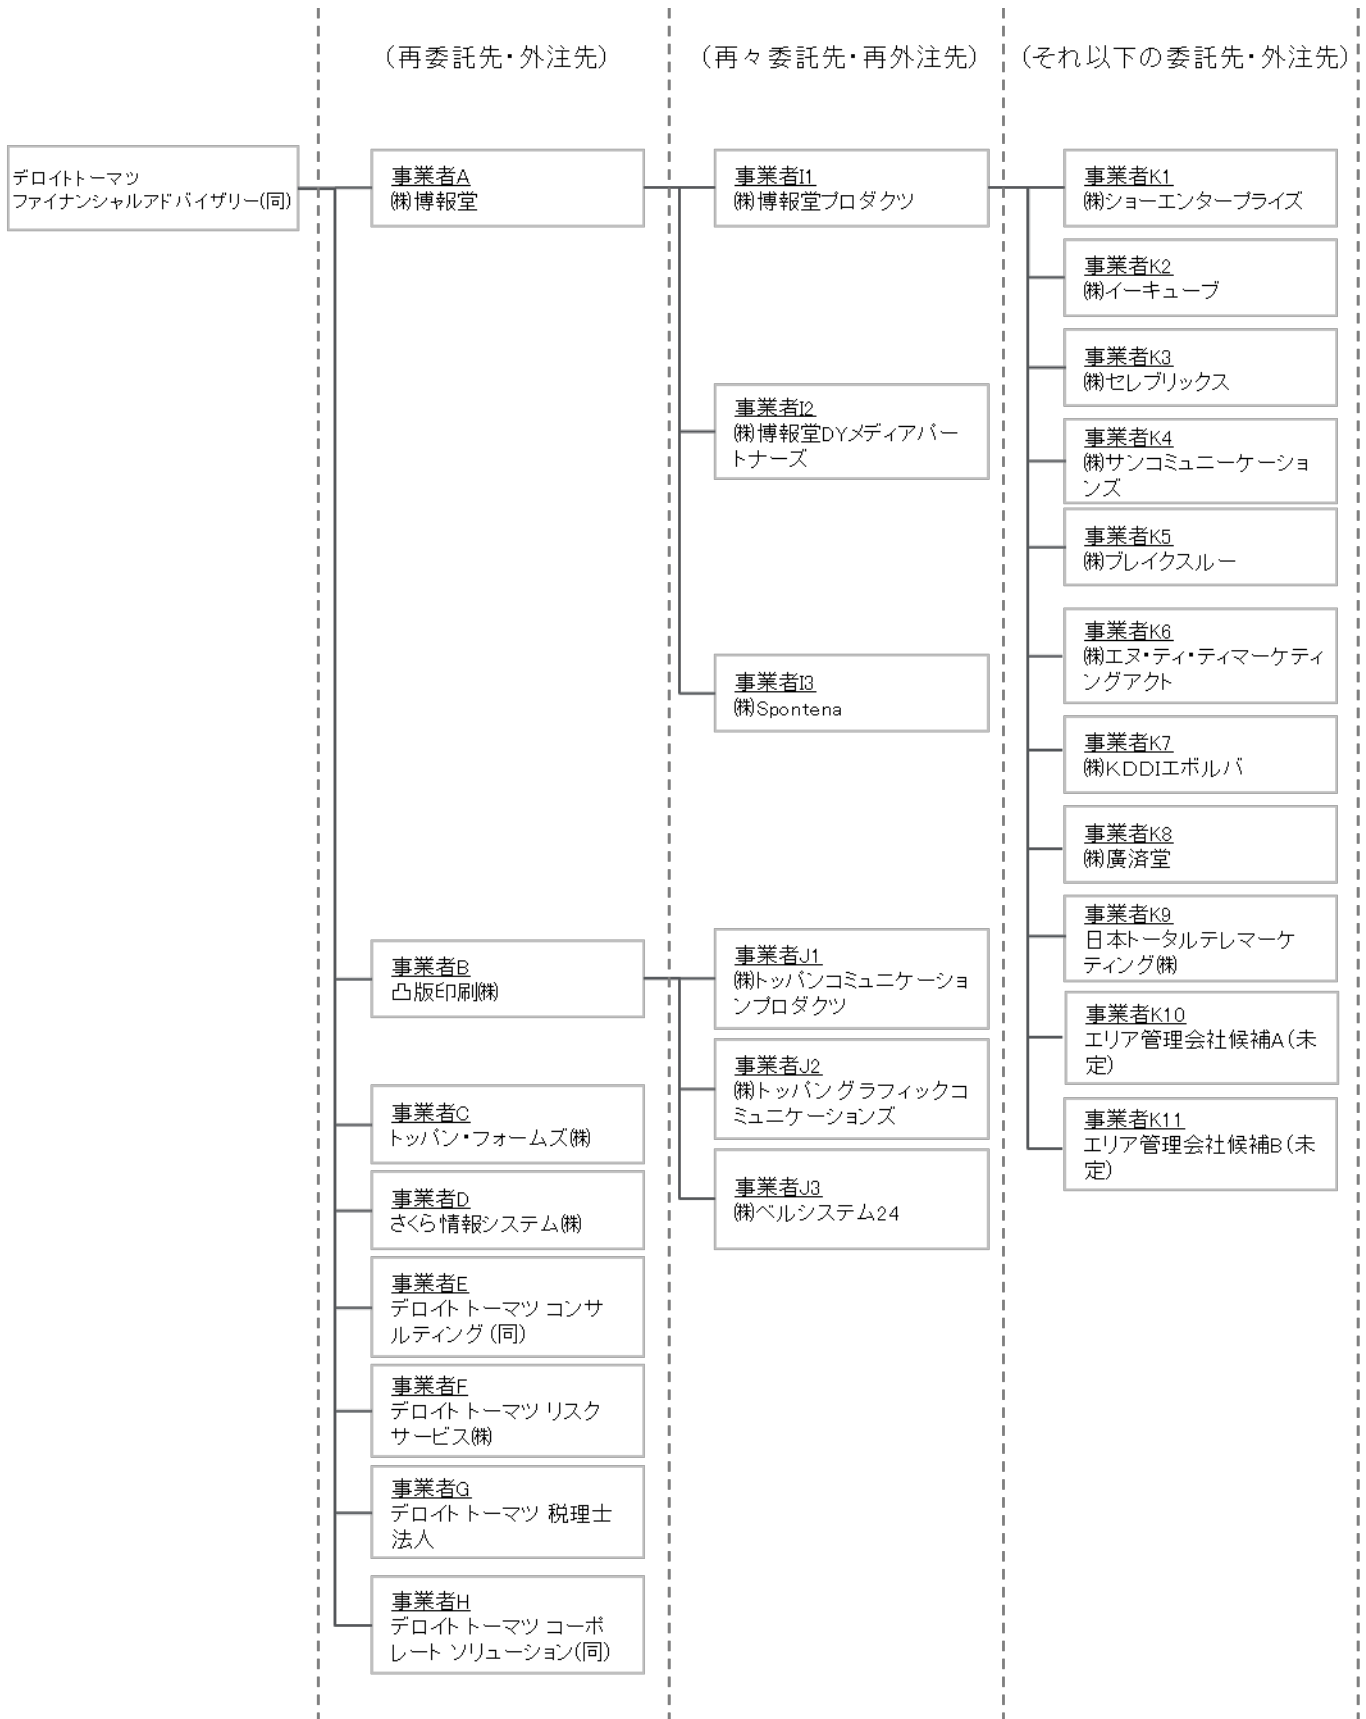 (再委託先・外注先)
(再々委託先・再外注先)
(それ以下の委託先・外注先)
デロイトトーマツ
ファイナンシャルアドバイザリー(同)
事業者A
㈱博報堂
事業者B
凸版印刷㈱
事業者C
トッパン・フォームズ㈱
事業者D
さくら情報システム㈱
事業者E
デロイト トーマツ コンサ
ルティング (同)
事業者F
デロイト トーマツ リスク
サービス㈱
事業者G
デロイト トーマツ 税理士
法人
事業者H
デロイト トーマツ コーポ
レート ソリューション(同)
事業者I1
㈱博報堂プロダクツ
事業者I2
㈱博報堂DYメディアパー
トナーズ
事業者I3
㈱Spontena
事業者J1
㈱トッパンコミュニケーショ
ンプロダクツ
事業者J2
㈱トッパングラフィックコ
ミュニケーションズ
事業者J3
㈱ベルシステム24
事業者K1
㈱ショーエンタープライズ
事業者K2
㈱イーキューブ
事業者K3
㈱セレブリックス
事業者K4
㈱サンコミュニーケーショ
ンズ
事業者K5
㈱ブレイクスルー
事業者K6
㈱エヌ・ティ・ティマーケティ
ングアクト
事業者K7
㈱KDDIエボルバ
事業者K8
㈱廣済堂
事業者K9
日本トータルテレマーケ
ティング㈱
事業者K10
エリア管理会社候補A(未
定)
事業者K11
エリア管理会社候補B(未
定)